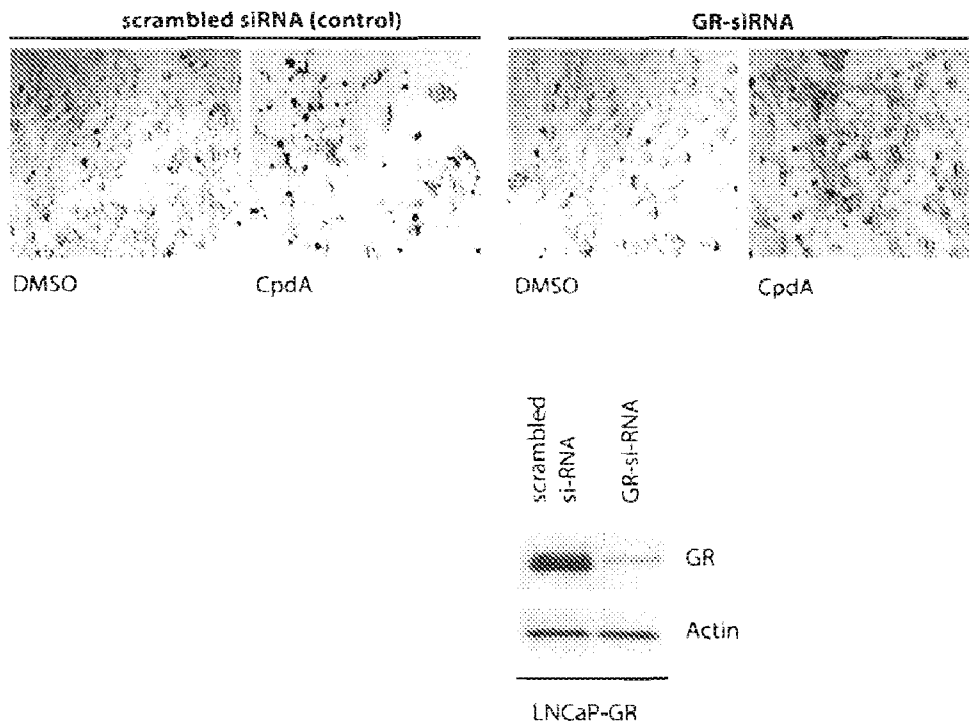 scrambled siRNA (control)
GR-siRNA
DMSO
CpdA
DMSO
CpdA
scrambled
si-RNA
GR-si-RNA
GR
Actin
LNCaP-GR